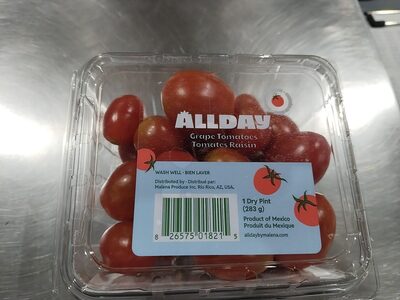 ALLDAY
Grape Tomatoes
Tomates Raisin
WASH WELL · BIEN LAVER
Distributed by · Distribué par:
Malena Produce Inc. Rio Rico, AZ, USA.
1 Dry Pint
(283 g)
Product of Mexico
Produit du Mexique
alldaybymalena.com
8 26575 01821 5